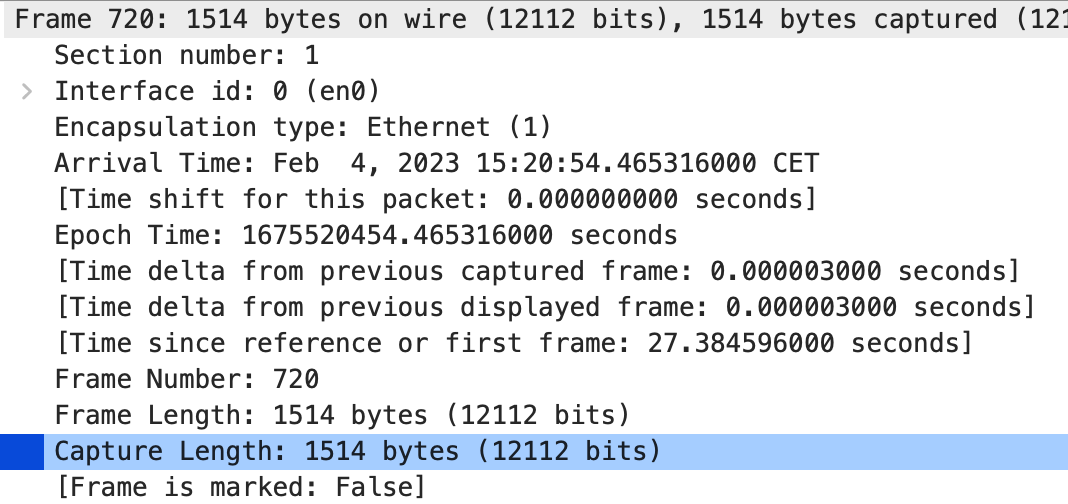 Frame 720: 1514 bytes on wire (12112 bits), 1514 bytes captured (121
Section number: 1
Interface id: 0 (en0)
Encapsulation type: Ethernet (1)
Arrival Time: Feb  4, 2023 15:20:54.465316000 CET
[Time shift for this packet: 0.000000000 seconds]
Epoch Time: 1675520454.465316000 seconds
[Time delta from previous captured frame: 0.000003000 seconds]
[Time delta from previous displayed frame: 0.000003000 seconds]
[Time since reference or first frame: 27.384596000 seconds]
Frame Number: 720
Frame Length: 1514 bytes (12112 bits)
Capture Length: 1514 bytes (12112 bits)
[Frame is marked: False]